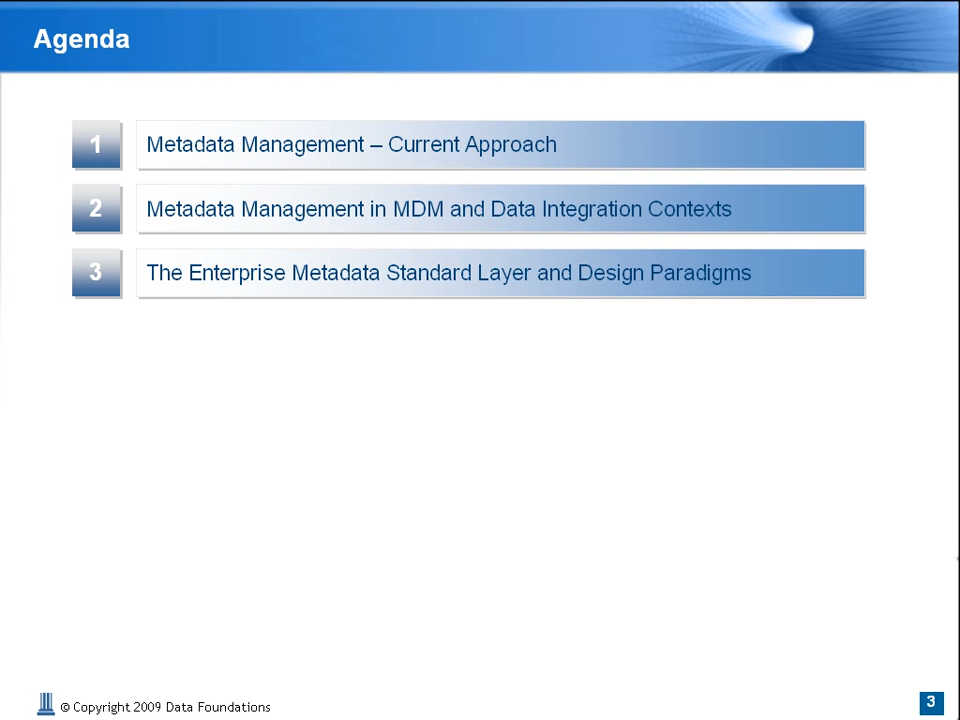 Agenda
1
Metadata Management – Current Approach
2
Metadata Management in MDM and Data Integration Contexts
3
The Enterprise Metadata Standard Layer and Design Paradigms
© Copyright 2009 Data Foundations
3